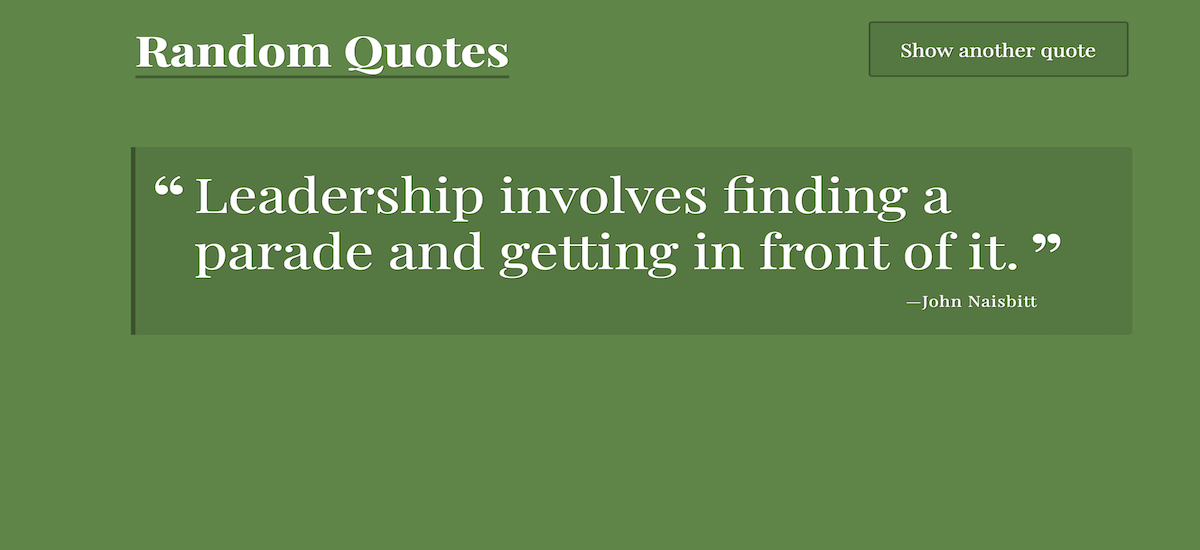 Random Quotes
Show another quote
“ Leadership involves finding a
parade and getting in front of it. ”
—John Naisbitt